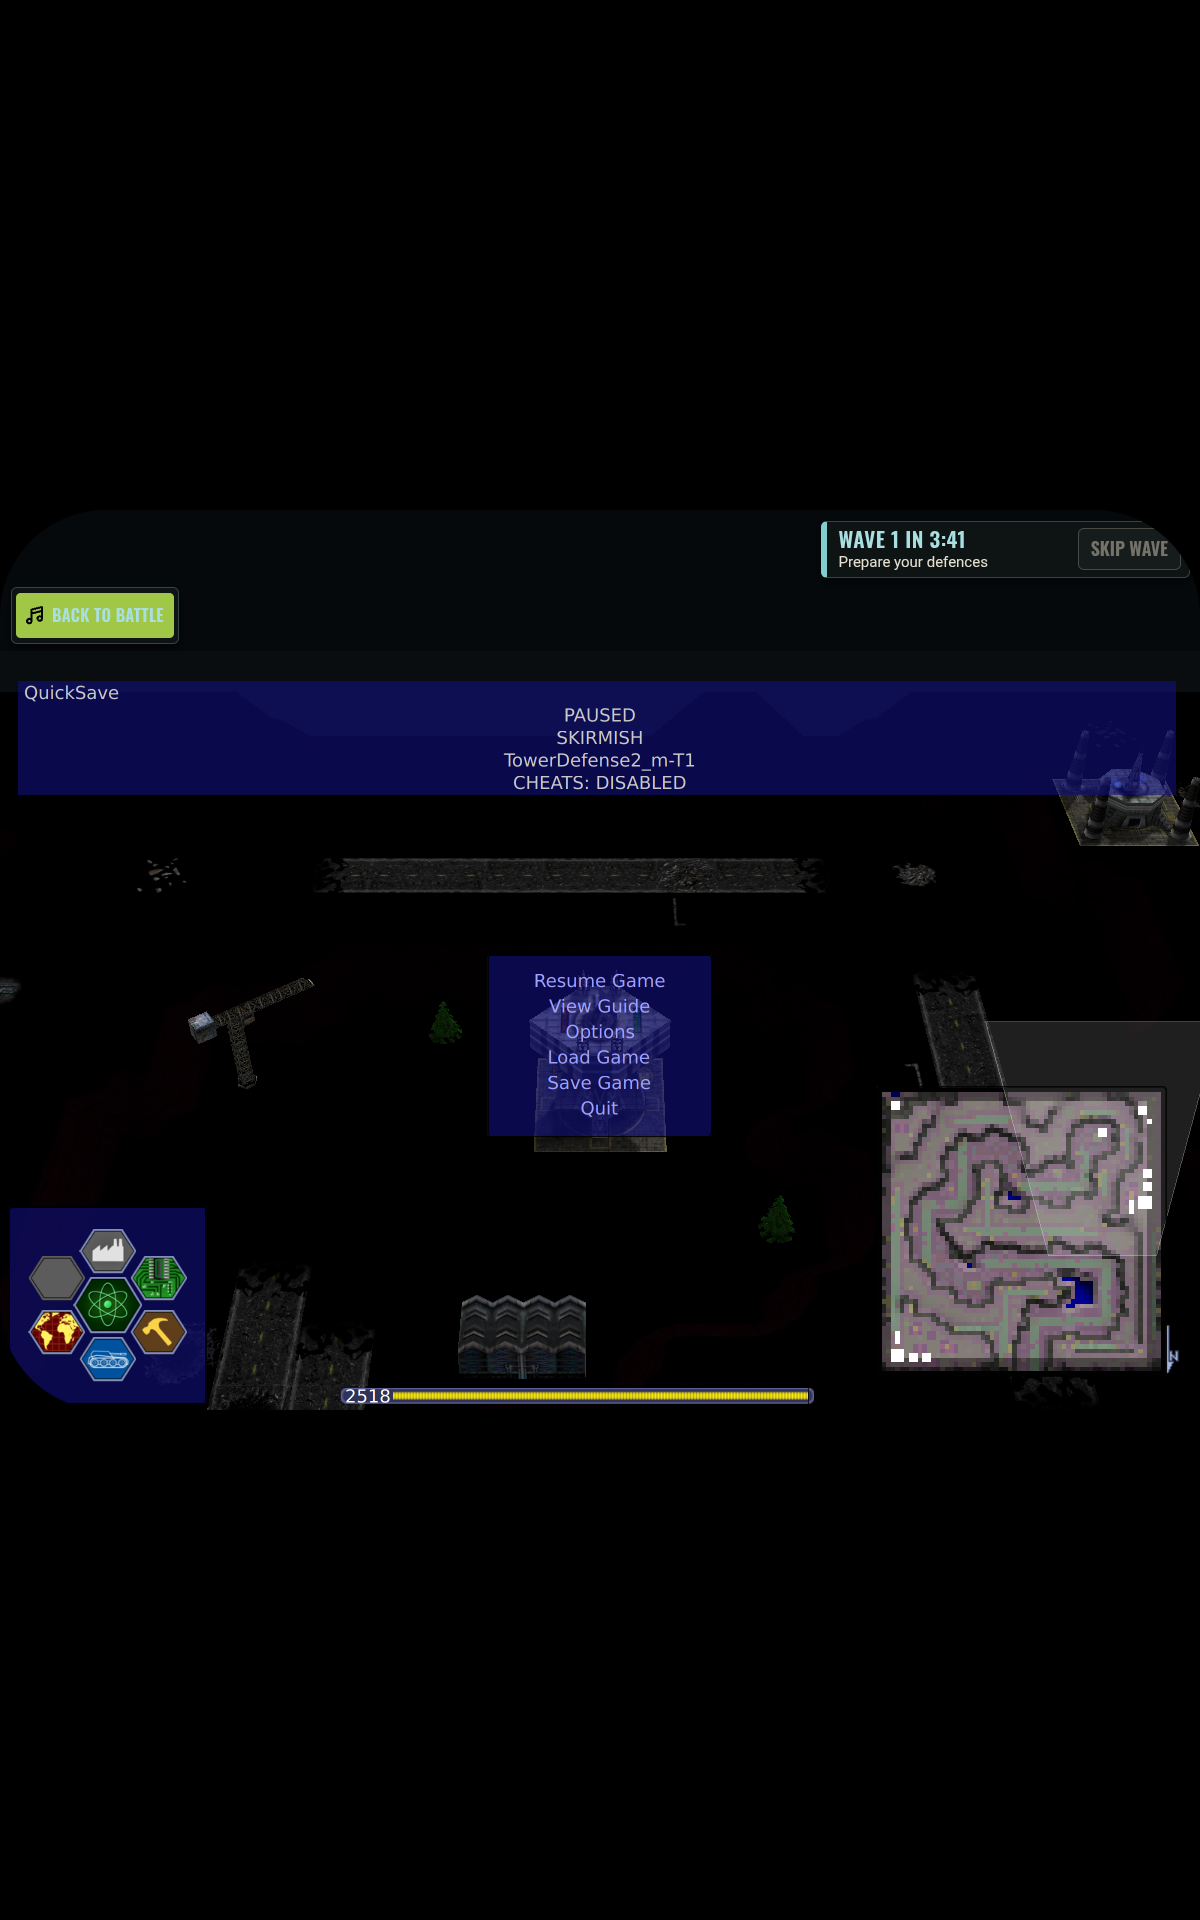 WAVE 1 IN 3:41
Prepare your defences
SKIP WAVE
BACK TO BATTLE
QuickSave
PAUSED
SKIRMISH
TowerDefense2_m-T1
CHEATS: DISABLED
Resume Game
View Guide
Options
Load Game
Save Game
Quit
N
2518